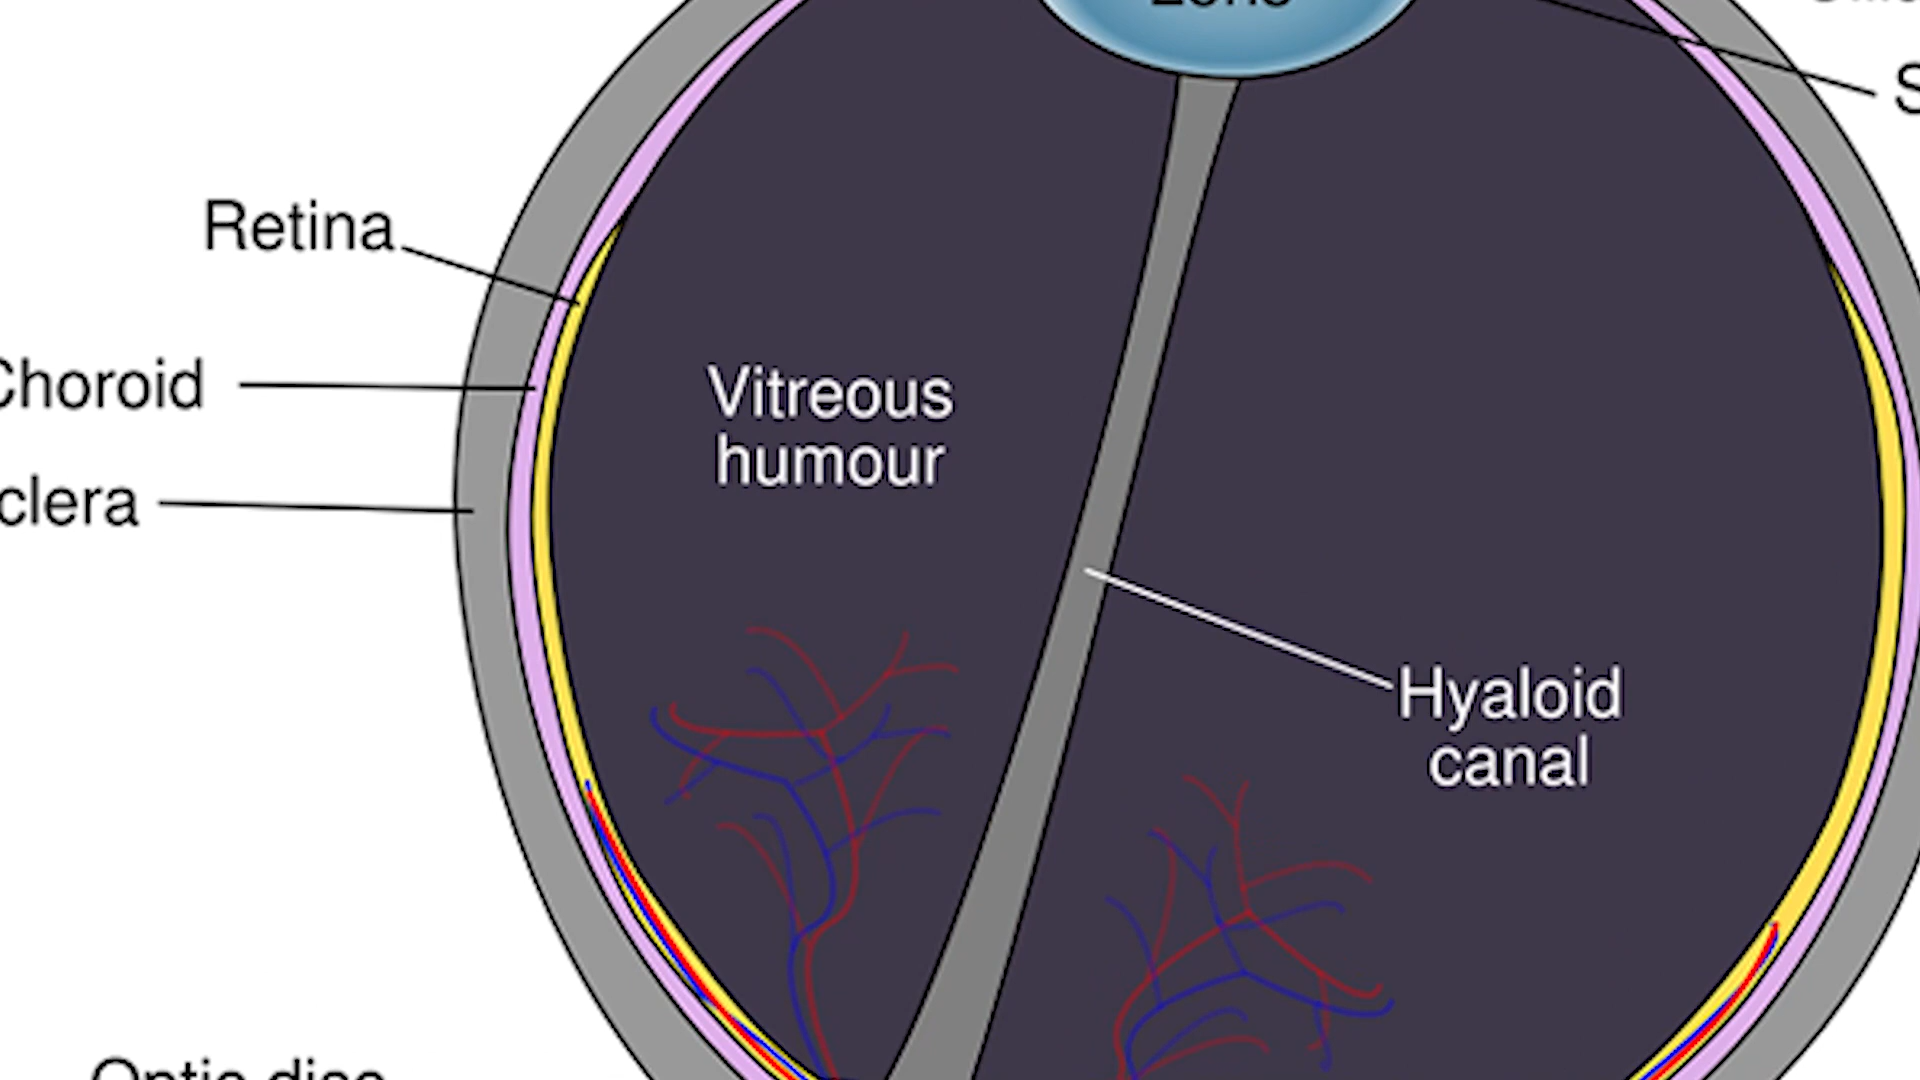 Retina
Choroid
clera
Vitreous
humour
Hyaloid
canal